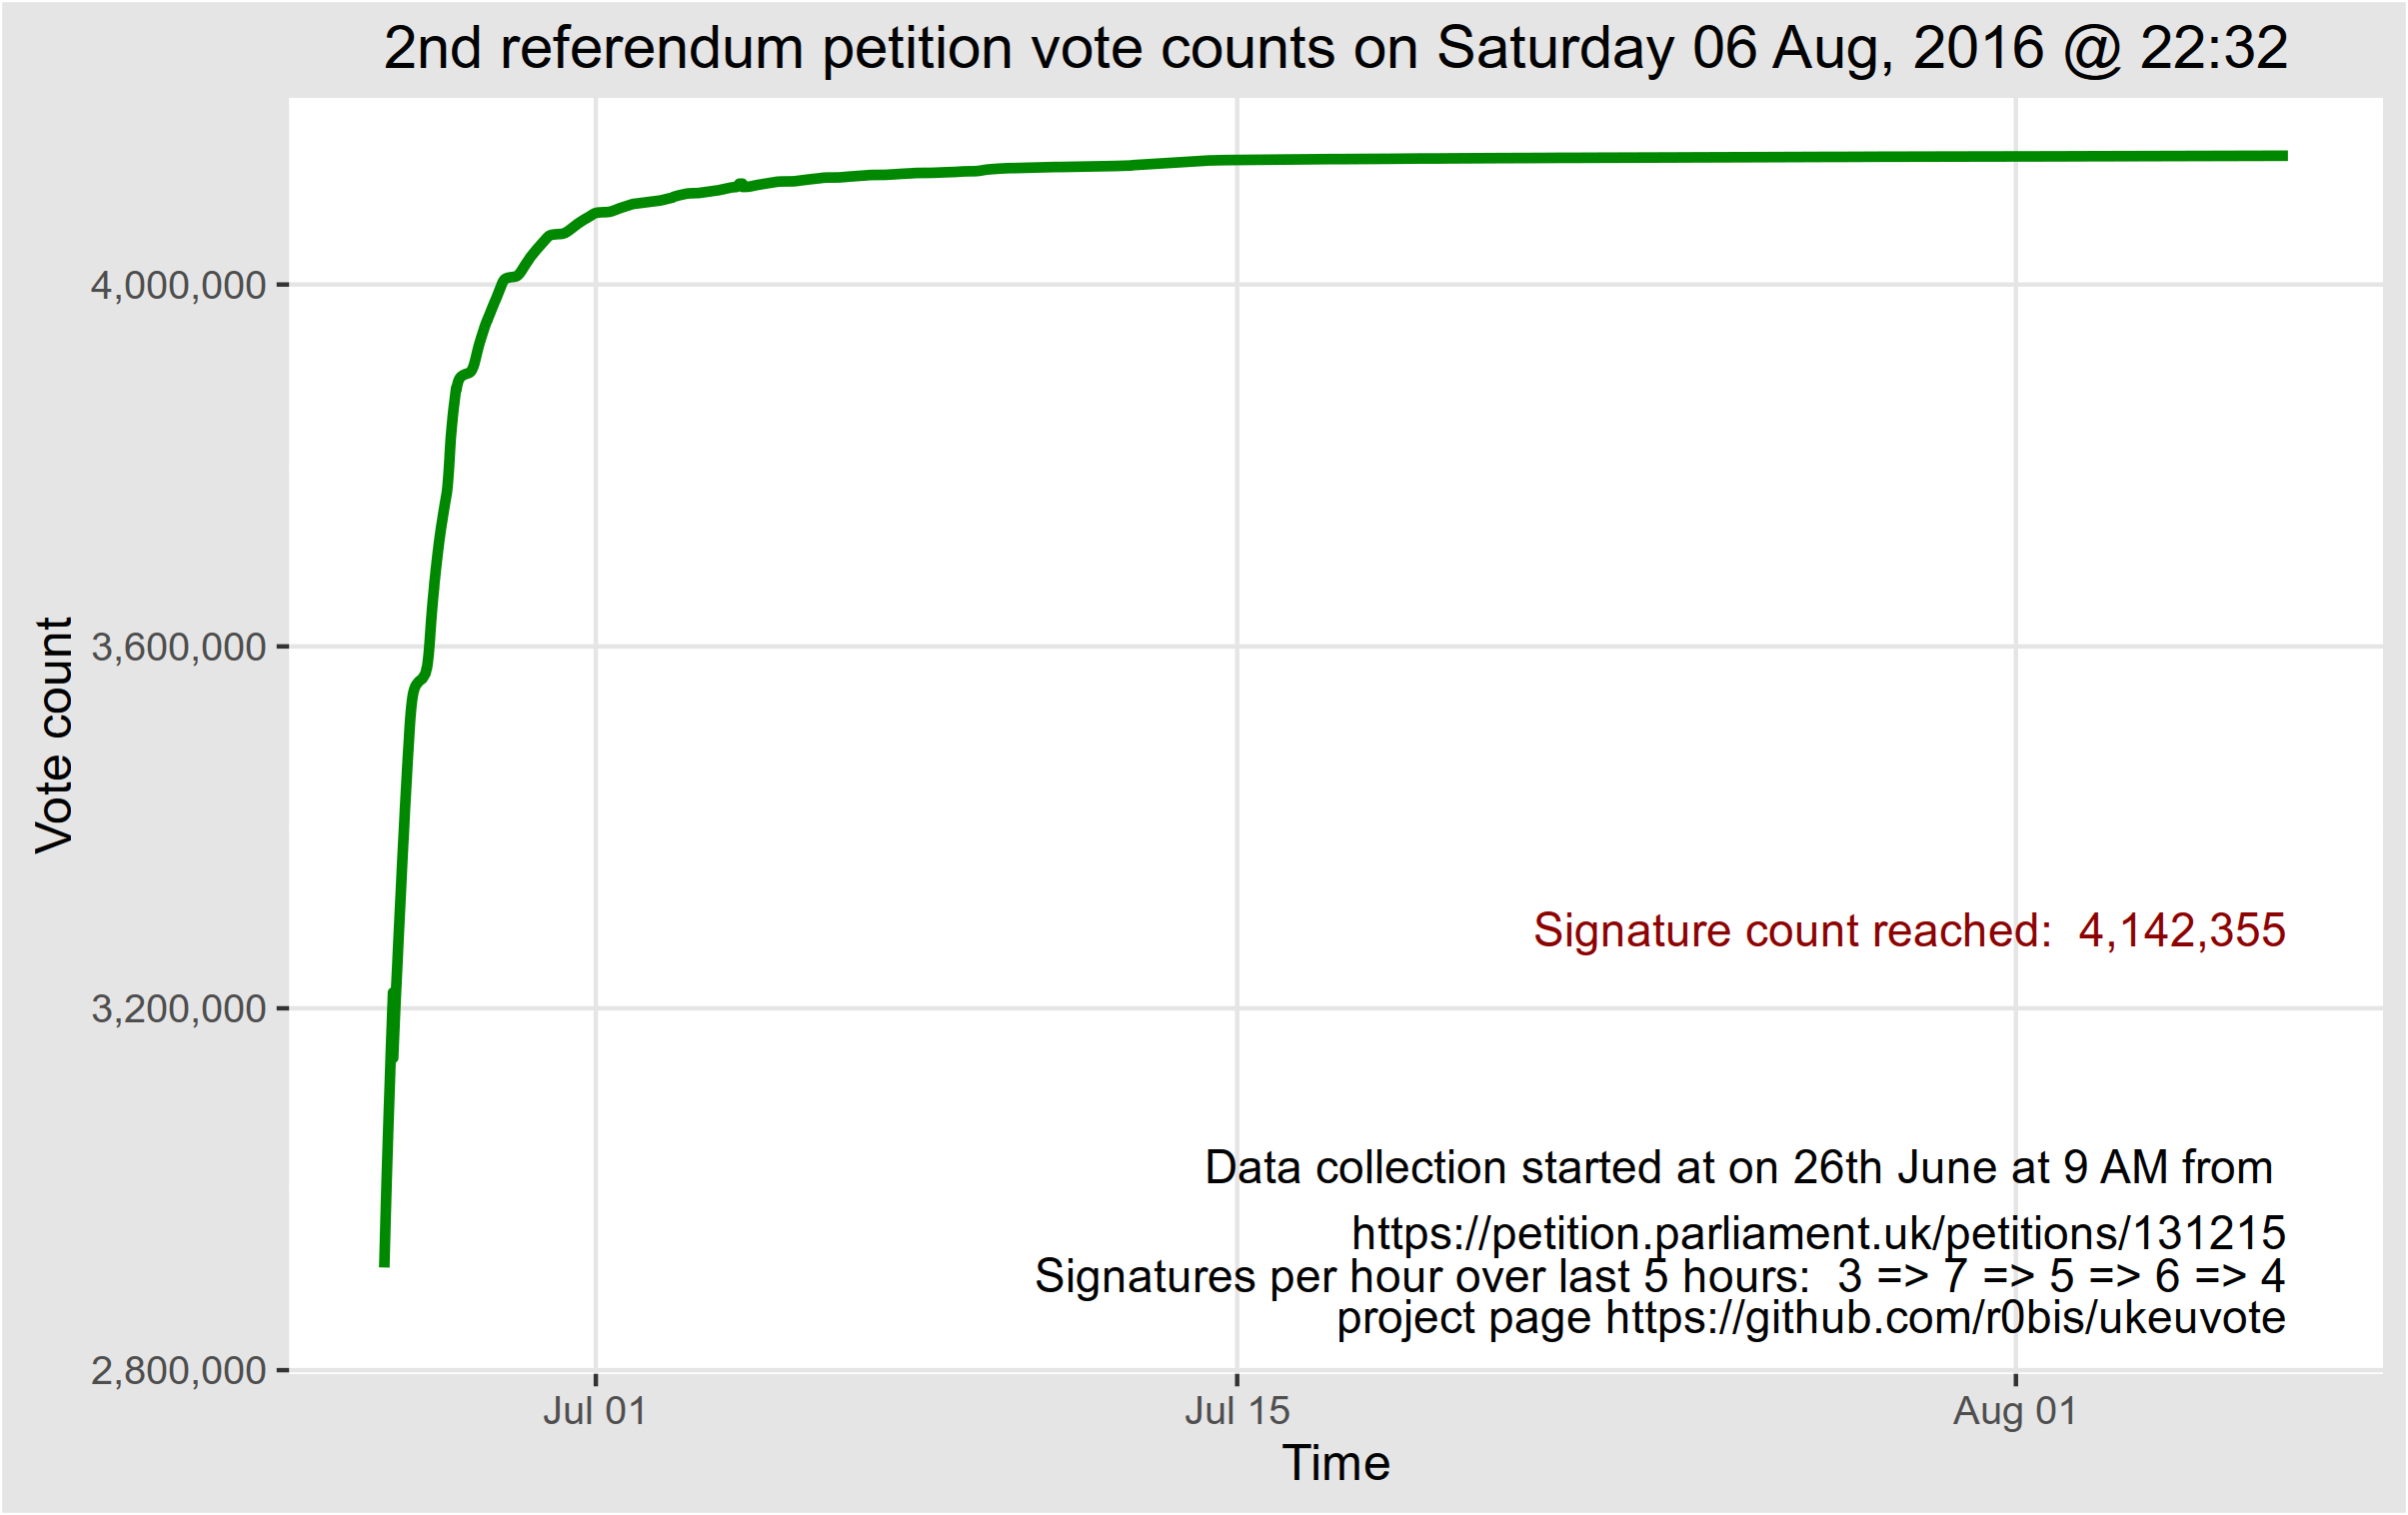 2nd referendum petition vote counts on Saturday 06 Aug, 2016 @ 22:32
Vote count
4,000,000
3,600,000
3,200,000
2,800,000
Signature count reached:  4,142,355
Data collection started at on 26th June at 9 AM from
https://petition.parliament.uk/petitions/131215
Signatures per hour over last 5 hours:  3 => 7 => 5 => 6 => 4
project page https://github.com/r0bis/ukeuvote
Jul 01
Jul 15
Aug 01
Time